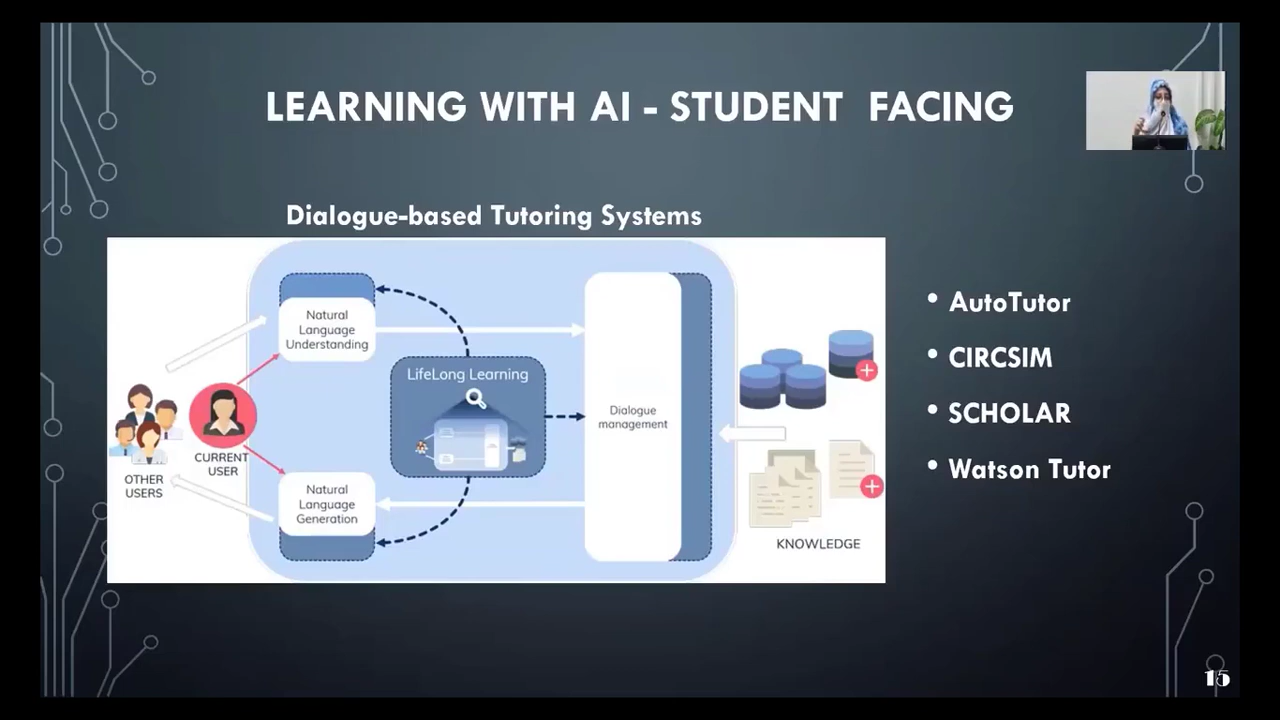 LEARNING WITH AI - STUDENT FACING
Dialogue-based Tutoring Systems
Natural
Language
Understanding
LifeLong Learning
Dialogue
management
CURRENT
USER
OTHER
USERS
Natural
Language
Generation
KNOWLEDGE
• AutoTutor
• CIRCSIM
• SCHOLAR
• Watson Tutor
15